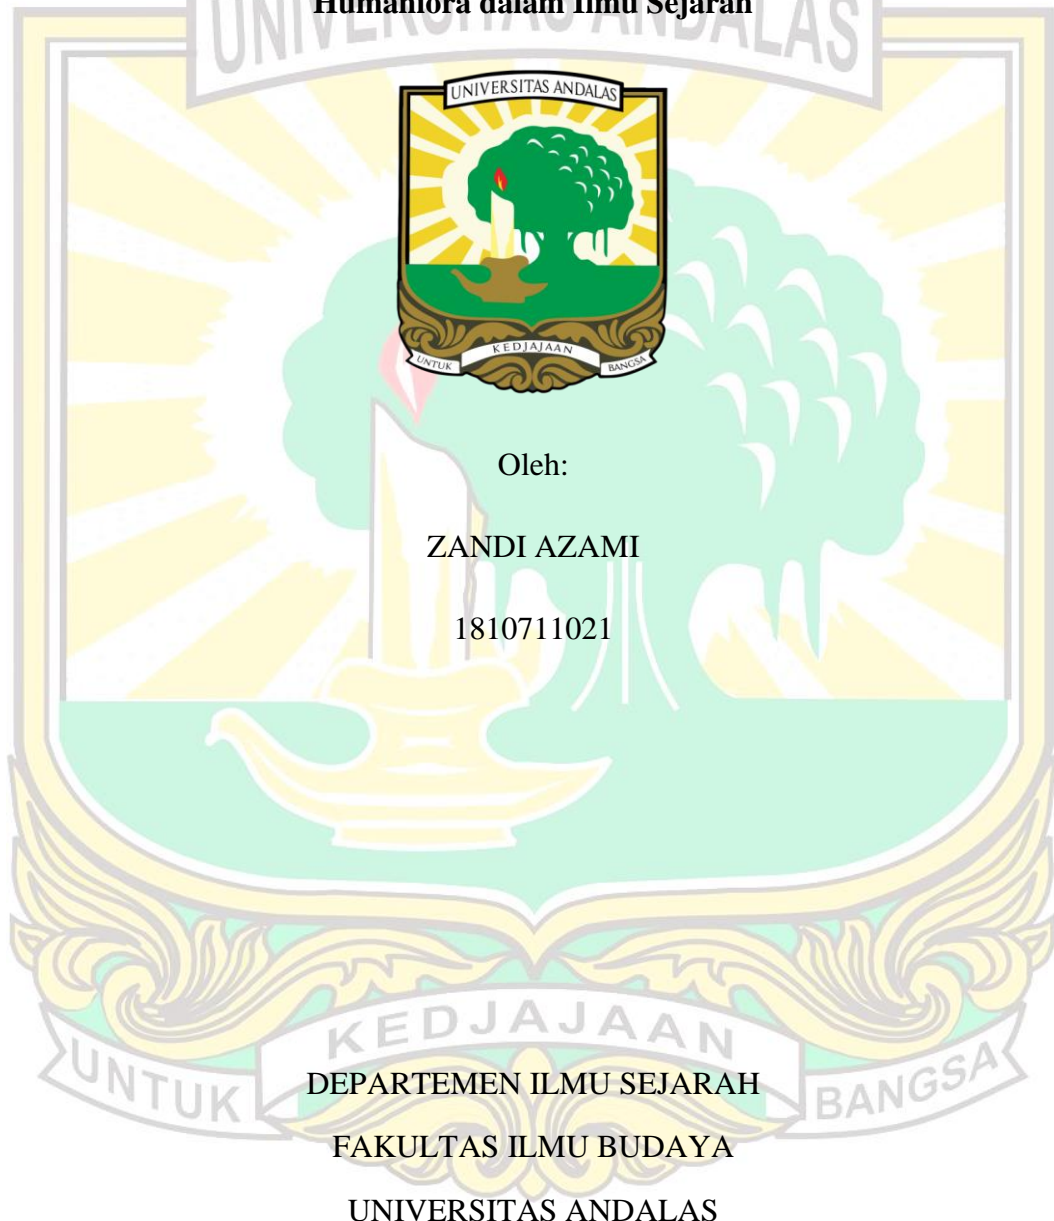 Humaniora dalam Ilmu Sejarah
UNIVERSITAS ANDALAS
UNIVERSITAS ANDALAS
UNTUK KEDJAJAAN BANGSA
Oleh:
ZANDI AZAMI
1810711021
UNTUK KEDJAJAAN BANGSA
DEPARTEMEN ILMU SEJARAH
FAKULTAS ILMU BUDAYA
UNIVERSITAS ANDALAS